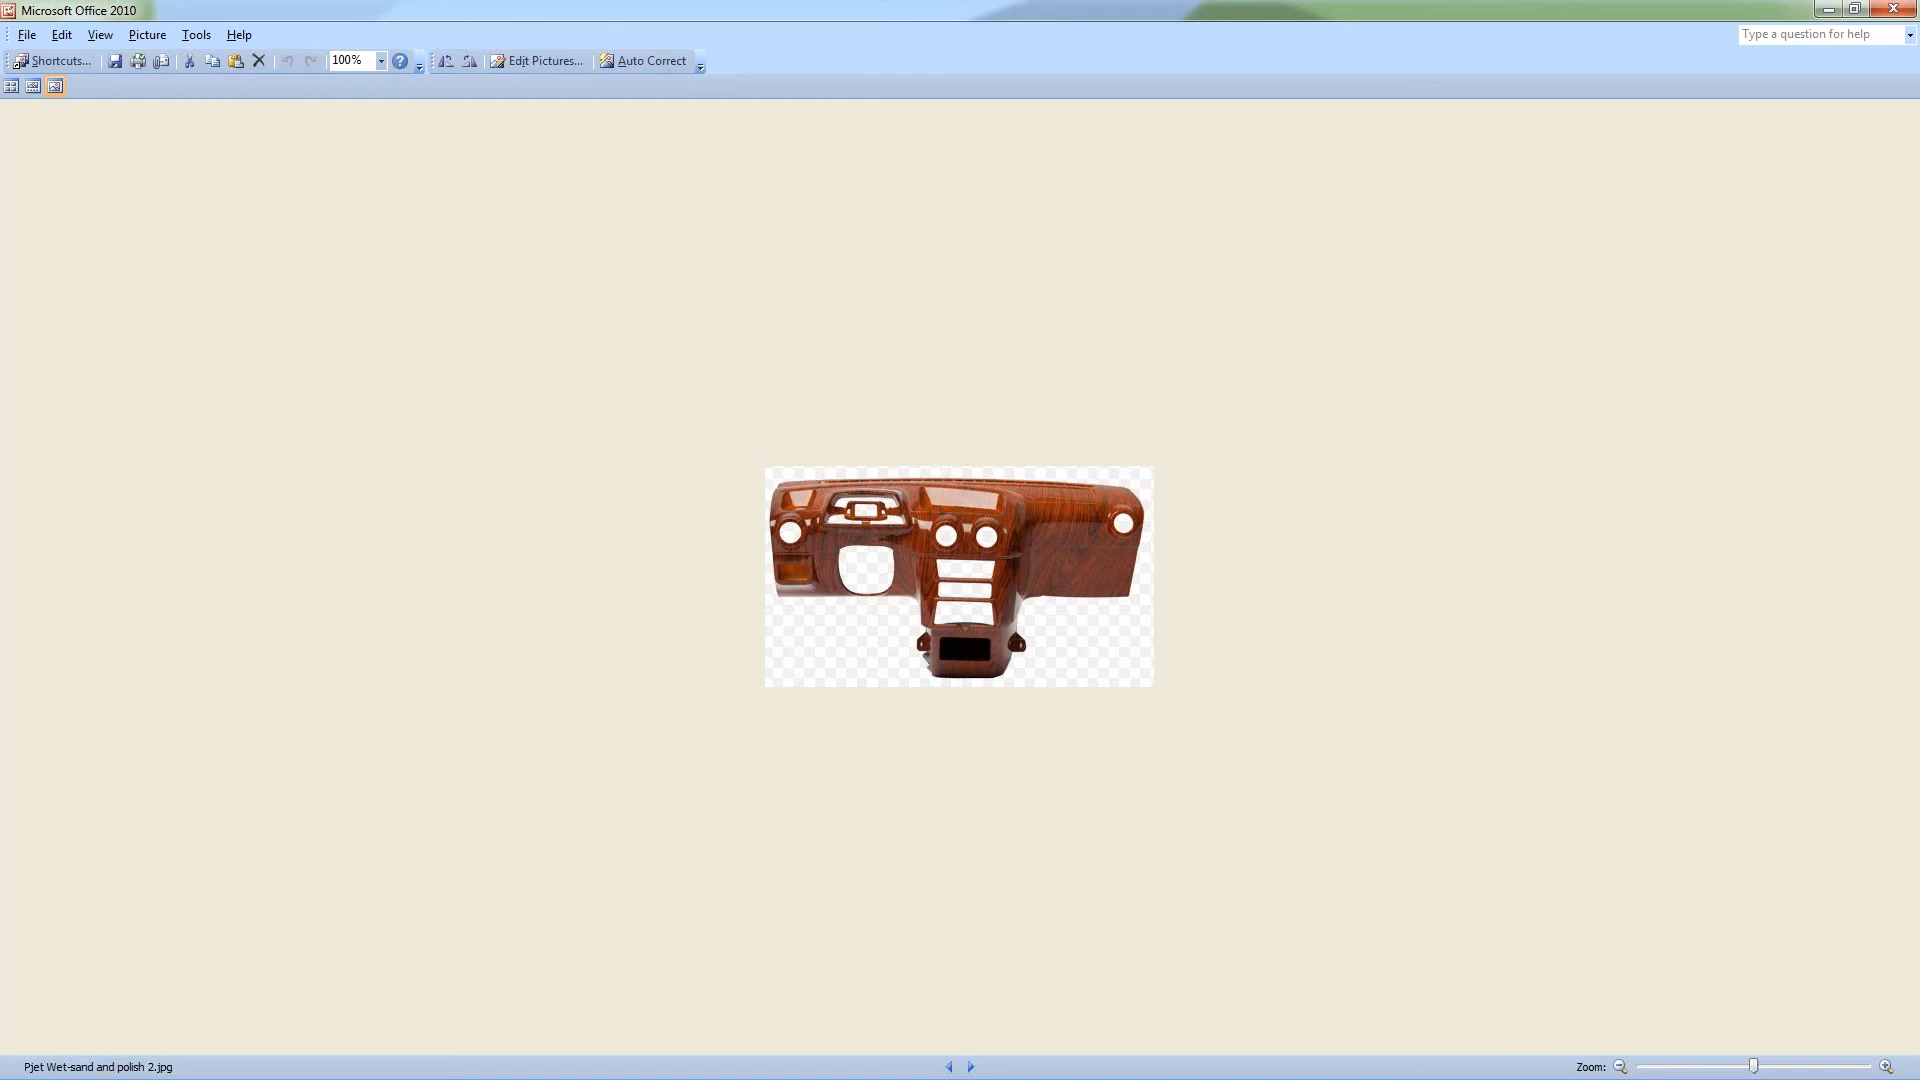 Microsoft Office 2010
File Edit View Picture Tools Help
Type a question for help
Shortcuts... 100% Edit Pictures... Auto Correct
Pjet Wet-sand and polish 2.jpg
Zoom: